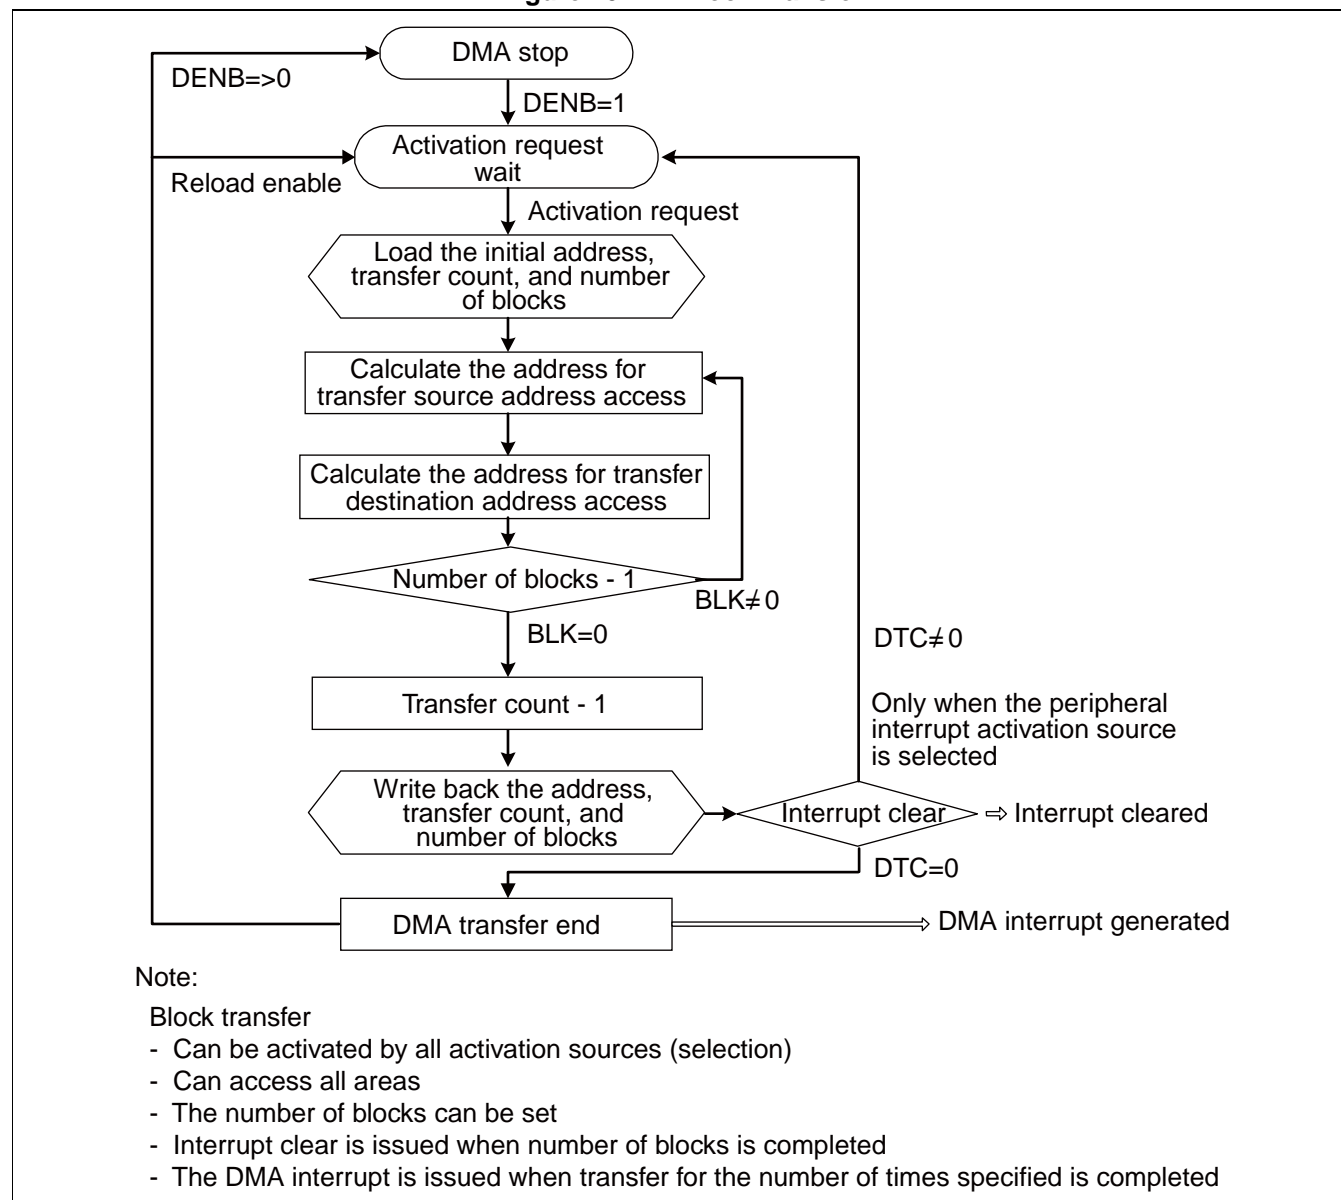 DMA stop
DENB=>0
DENB=1
Activation request
wait
Reload enable
Activation request
Load the initial address,
transfer count, and number
of blocks
Calculate the address for
transfer source address access
Calculate the address for transfer
destination address access
Number of blocks - 1
BLK≠0
BLK=0
DTC≠0
Transfer count - 1
Only when the peripheral
interrupt activation source
is selected
Write back the address,
transfer count, and
number of blocks
Interrupt clear
Interrupt cleared
DTC=0
DMA transfer end
DMA interrupt generated
Note:
Block transfer
- Can be activated by all activation sources (selection)
- Can access all areas
- The number of blocks can be set
- Interrupt clear is issued when number of blocks is completed
- The DMA interrupt is issued when transfer for the number of times specified is completed